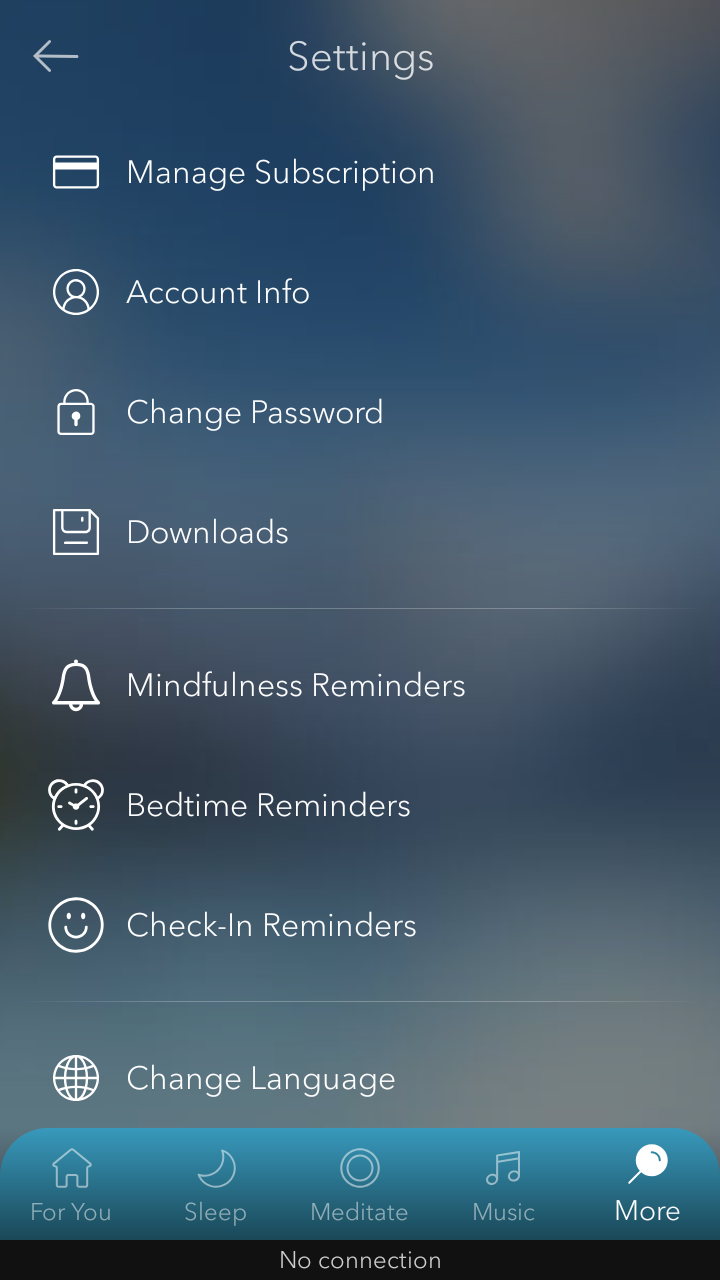 Settings
Manage Subscription
Account Info
Change Password
Downloads
Mindfulness Reminders
Bedtime Reminders
Check-In Reminders
Change Language
For You
Sleep
Meditate
Music
More
No connection